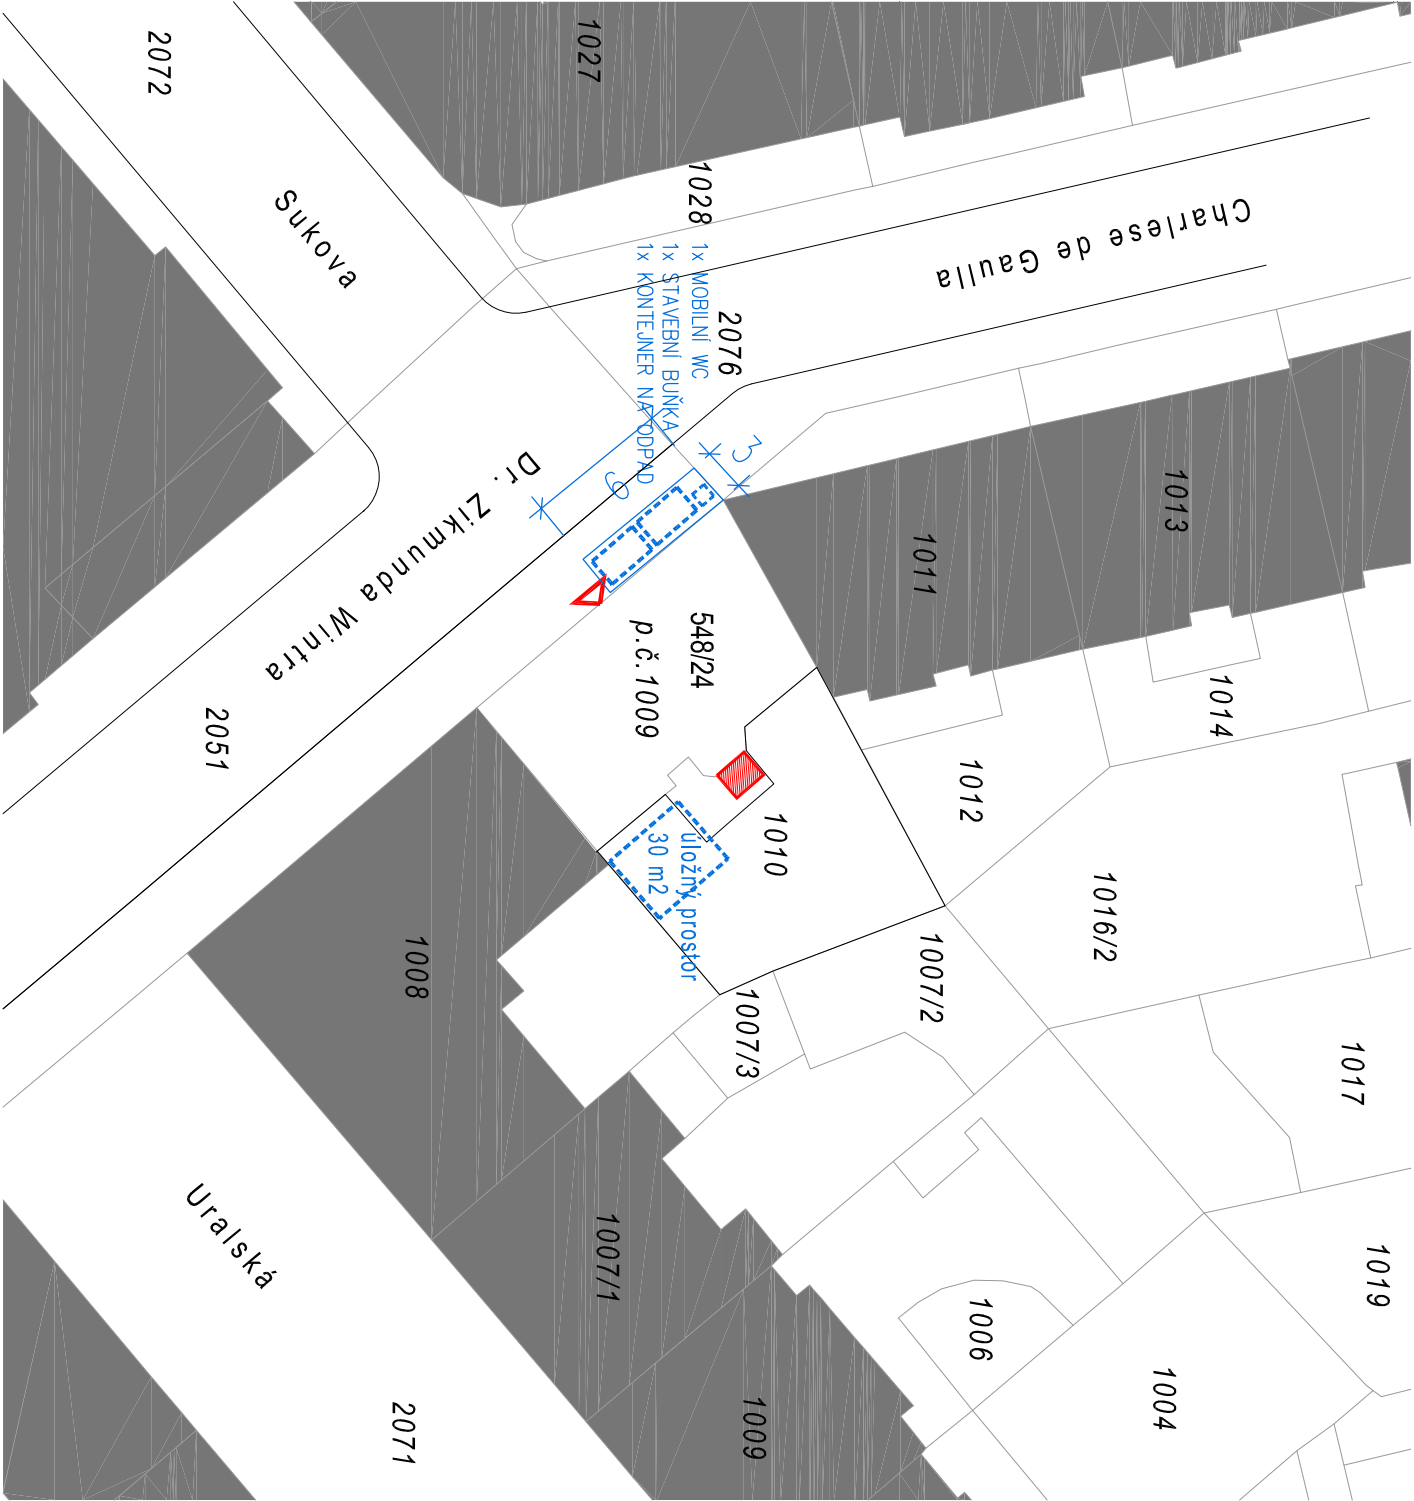 2072
1027
Sukova
1028
Charlese de Gaulla
1x MOBILNÍ WC
1x STAVEBNÍ BUŇKA
1x KONTEJNER NA ODPAD
2076
3
9
Dr. Zikmunda Wintra
1013
1011
548/24
p.č.1009
1014
2051
1012
1010
úložný prostor
30 m2
1016/2
1008
1007/2
1007/3
1017
Uralská
1007/1
1019
1006
1004
1009
2071